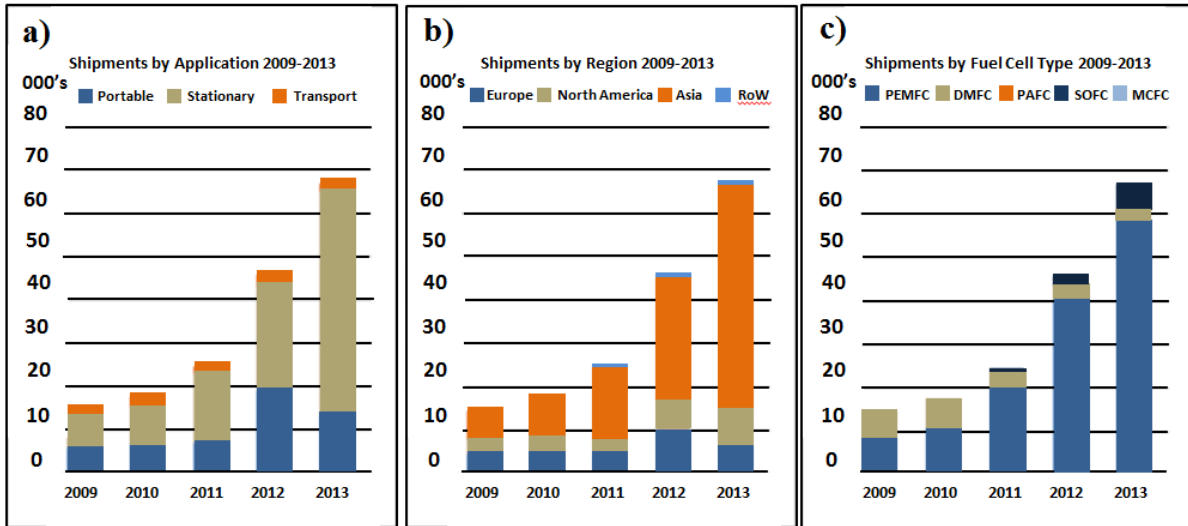 a)
Shipments by Application 2009-2013
000's
Portable Stationary Transport
80
70
60
50
40
30
20
10
0
2009 2010 2011 2012 2013
b)
Shipments by Region 2009-2013
000's
Europe North America Asia RoW
80
70
60
50
40
30
20
10
0
2009 2010 2011 2012 2013
c)
Shipments by Fuel Cell Type 2009-2013
000's
PEMFC DMFC PAFC SOFC MCFC
80
70
60
50
40
30
20
10
0
2009 2010 2011 2012 2013